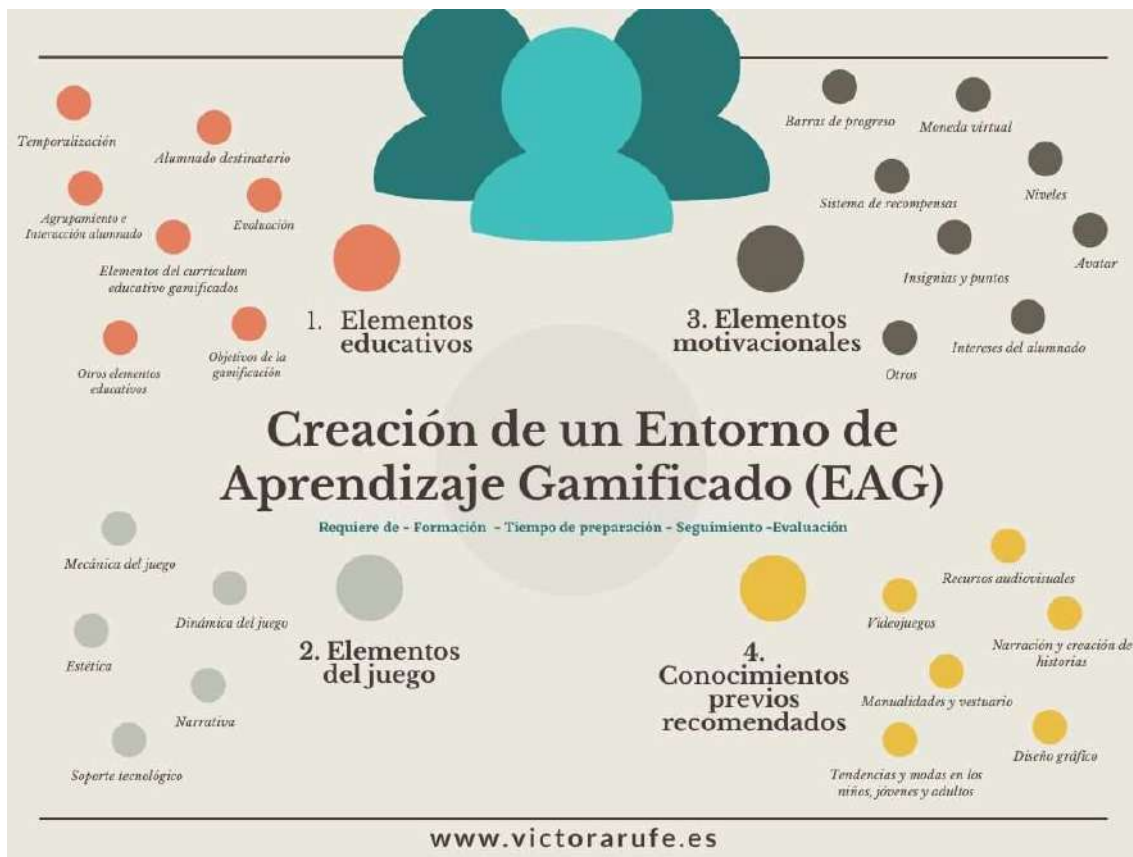 Temporalización
Alumnado destinatario
Agrupamiento e
Interacción alumnado
Evaluación
Elementos del curriculum
educativo gamificados
Otros elementos
educativos
Objetivos de la
gamificación
1. Elementos
educativos
Barras de progreso
Moneda virtual
Sistema de recompensas
Niveles
Insignias y puntos
Avatar
Otros
Intereses del alumnado
3. Elementos
motivacionales
Creación de un Entorno de
Aprendizaje Gamificado (EAG)
Requiere de - Formación - Tiempo de preparación - Seguimiento -Evaluación
Mecánica del juego
Dinámica del juego
Estética
Narrativa
Soporte tecnológico
2. Elementos
del juego
4.
Conocimientos
previos
recomendados
Recursos audiovisuales
Videojuegos
Narración y creación de
historias
Manualidades y vestuario
Diseño gráfico
Tendencias y modas en los
niños, jóvenes y adultos
www.victorarufe.es